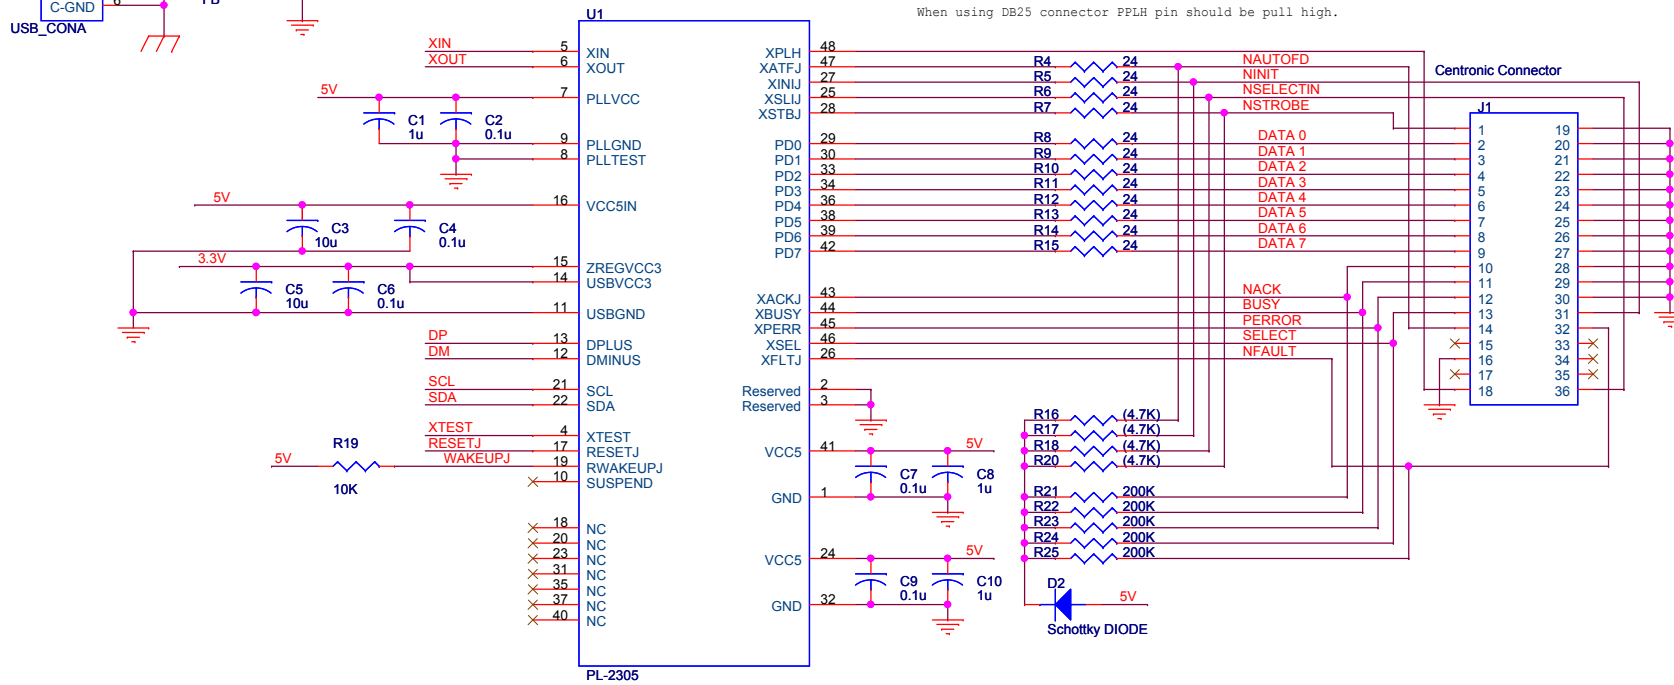 C-GND
6
FB
USB_CONA
When using DB25 connector PPLH pin should be pull high.
U1
XIN
5
XIN
XOUT
6
XOUT
5V
7
PLLVCC
C1
1u
C2
0.1u
9
PLLGND
8
PLLTEST
5V
16
VCC5IN
C3
10u
C4
0.1u
3.3V
15
ZREGVCC3
14
USBVCC3
C5
10u
C6
0.1u
11
USBGND
DP
13
DPLUS
DM
12
DMINUS
SCL
21
SCL
SDA
22
SDA
XTEST
4
XTEST
RESETJ
17
RESETJ
5V
R19
10K
WAKEUPJ
19
RWAKEUPJ
10
SUSPEND
18
NC
20
NC
23
NC
31
NC
35
NC
37
NC
40
NC
PL-2305
XPLH
48
XATFJ
47
R4
24
NAUTOFD
XINIJ
27
R5
24
NINIT
XSLIJ
25
R6
24
NSELECTIN
XSTBJ
28
R7
24
NSTROBE
PD0
29
R8
24
DATA 0
PD1
30
R9
24
DATA 1
PD2
33
R10
24
DATA 2
PD3
34
R11
24
DATA 3
PD4
36
R12
24
DATA 4
PD5
38
R13
24
DATA 5
PD6
39
R14
24
DATA 6
PD7
42
R15
24
DATA 7
XACKJ
43
NACK
XBUSY
44
BUSY
XPERR
45
PERROR
XSEL
46
SELECT
XFLTJ
26
NFAULT
Reserved
2
Reserved
3
VCC5
41
5V
C7
0.1u
C8
1u
GND
1
VCC5
24
5V
C9
0.1u
C10
1u
GND
32
R16
(4.7K)
R17
(4.7K)
R18
(4.7K)
R20
(4.7K)
R21
200K
R22
200K
R23
200K
R24
200K
R25
200K
D2
5V
Schottky DIODE
Centronic Connector
J1
1
19
2
20
3
21
4
22
5
23
6
24
7
25
8
26
9
27
10
28
11
29
12
30
13
31
14
32
15
33
16
34
17
35
18
36